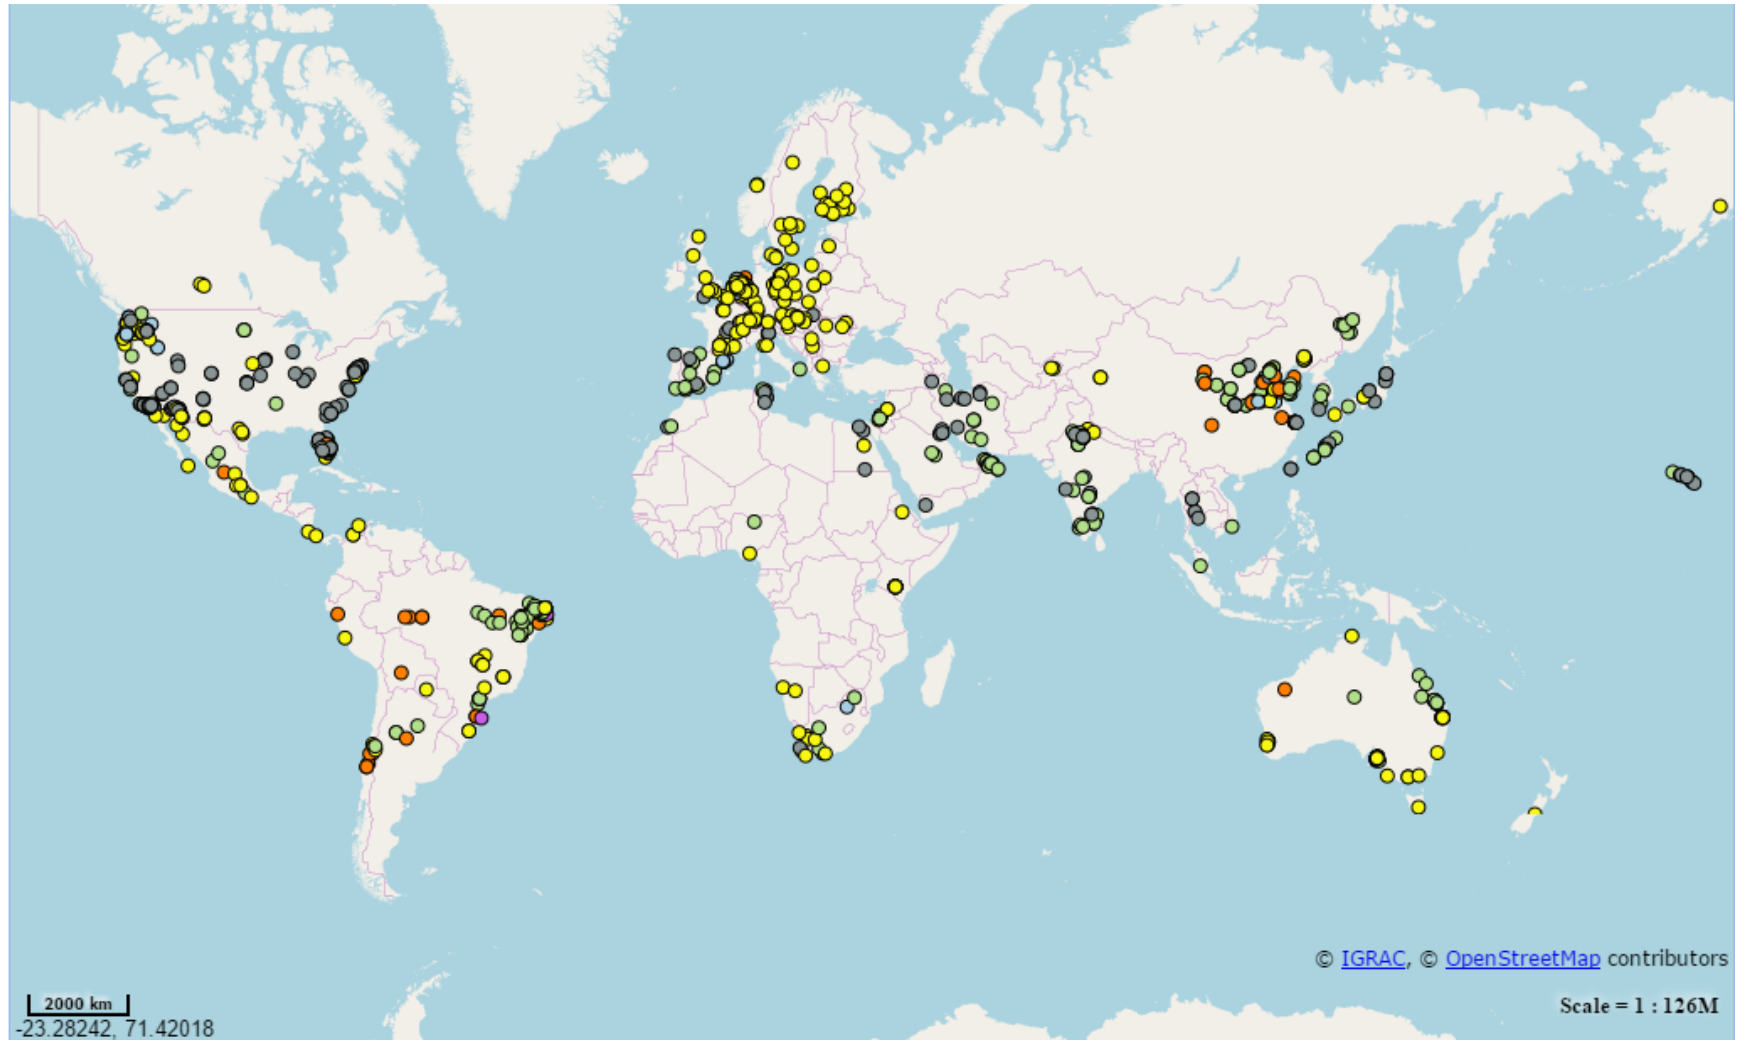 © IGRAC, © OpenStreetMap contributors
2000 km
Scale = 1 : 126M
-23.28242, 71.42018